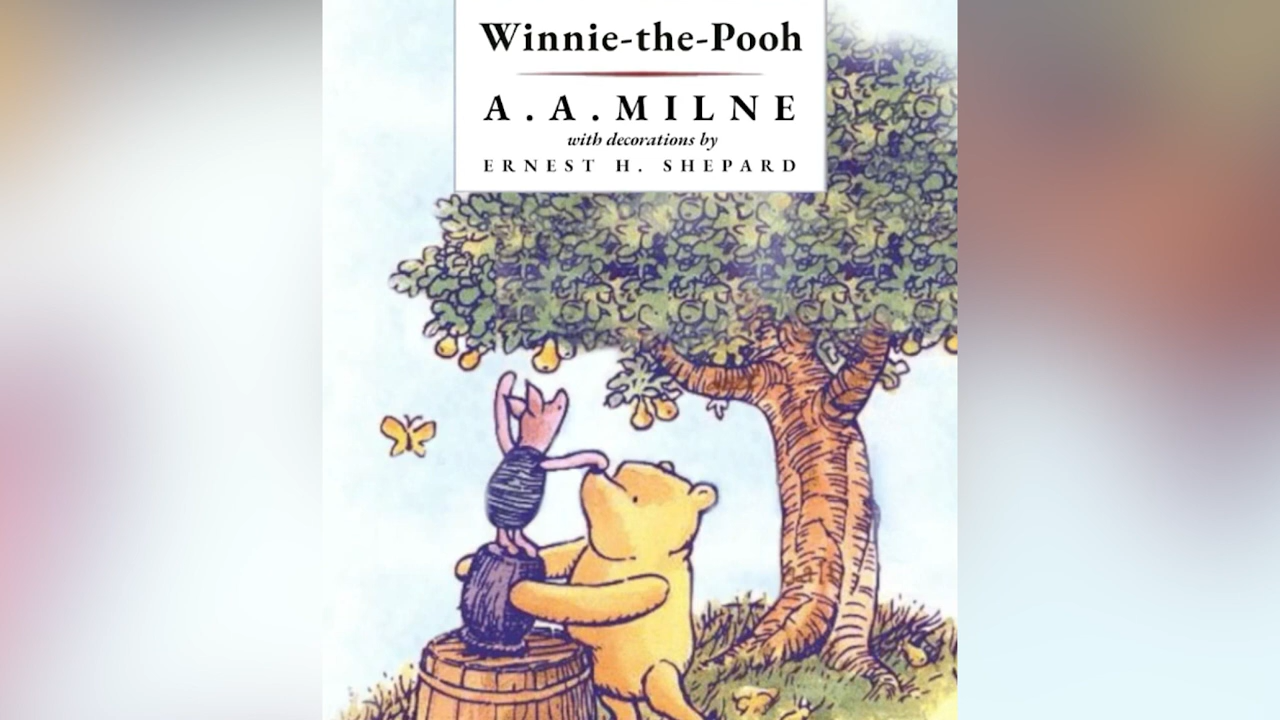 Winnie-the-Pooh
A. A. MILNE
with decorations by
ERNEST H. SHEPARD